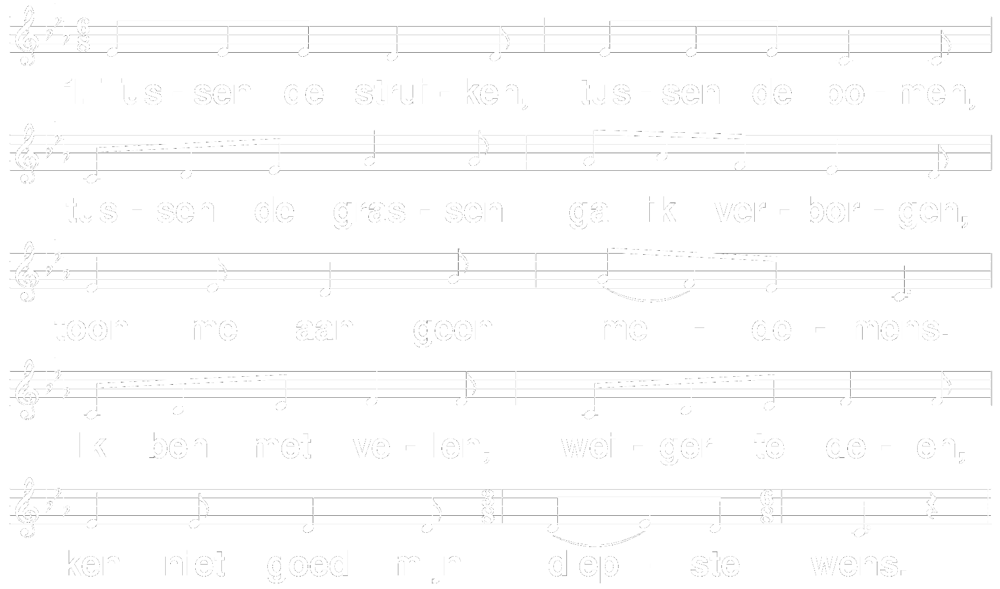 1. Tus - sen de strui - ken, tus - sen de bo - men,
tus - sen de gras - sen ga ik ver - bor - gen,
toon me aan geen me - de - mens.
Ik ben met ve - len, wei - ger te de - len,
ken niet goed mijn diep ste wens.